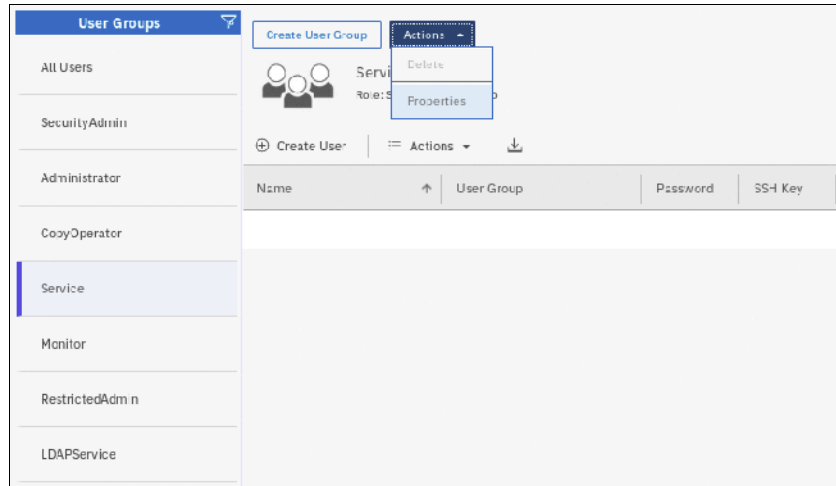 User Groups
All Users
SecurityAdmin
Administrator
CopyOperator
Service
Monitor
RestrictedAdmin
LDAPService
Create User Group
Actions
Delete
Properties
Create User
Actions
Name
User Group
Password
SSH Key